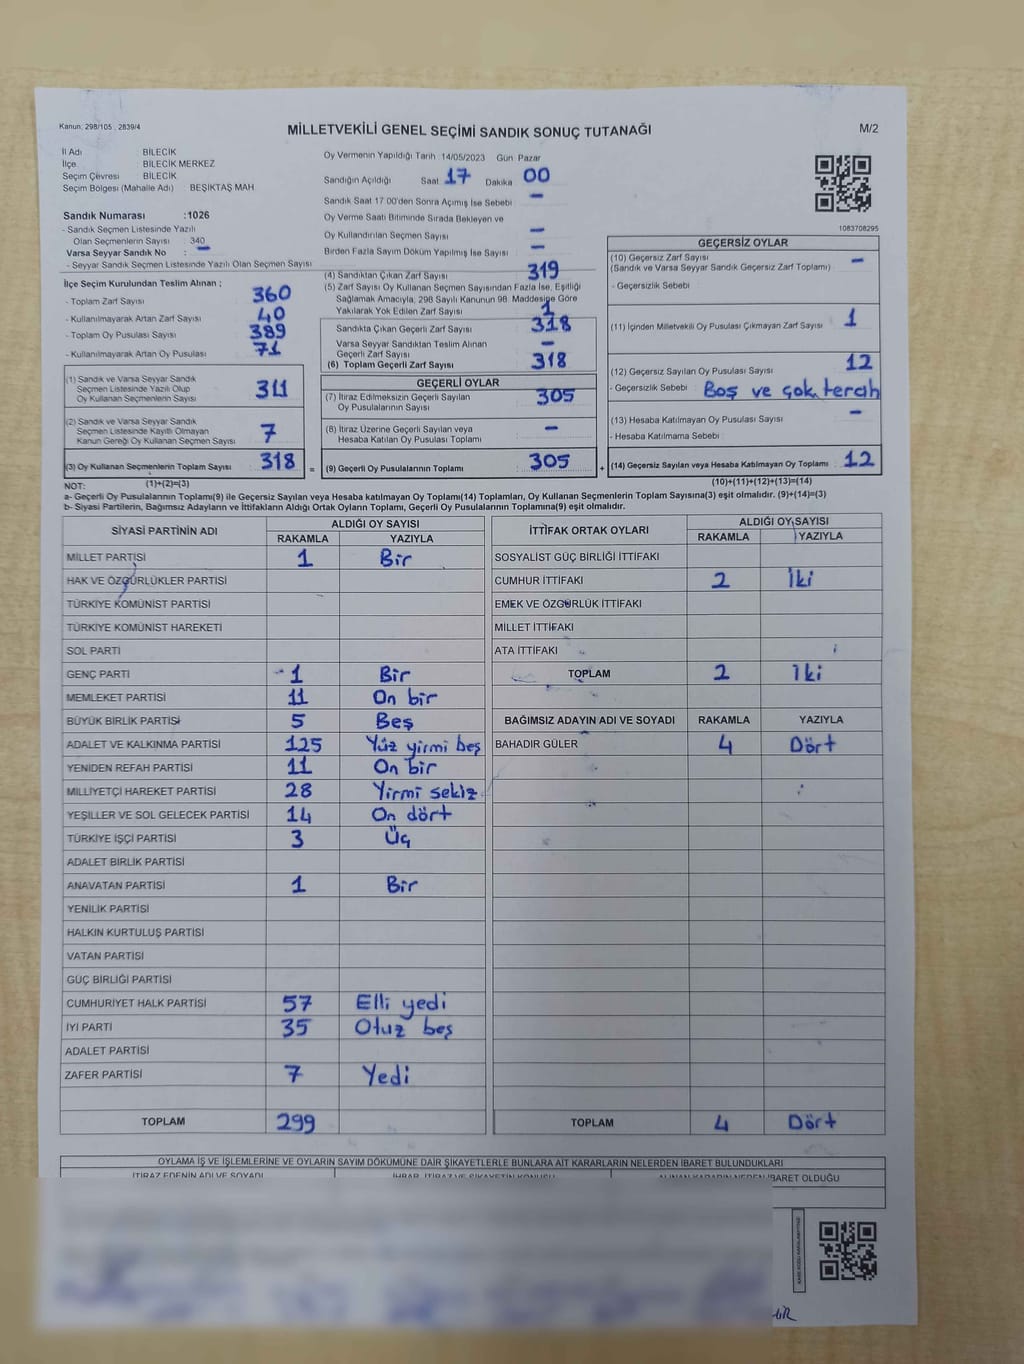 Kanun: 298/105 , 2839/4
MİLLETVEKİLİ GENEL SEÇİMİ SANDIK SONUÇ TUTANAĞI
M/2
İl Adı : BİLECİK
İlçe : BİLECİK MERKEZ
Seçim Çevresi : BİLECİK
Seçim Bölgesi (Mahalle Adı) : BEŞİKTAŞ MAH
Sandık Numarası :1026
- Sandık Seçmen Listesinde Yazılı
Olan Seçmenlerin Sayısı : 340
Varsa Seyyar Sandık No : -
- Seyyar Sandık Seçmen Listesinde Yazılı Olan Seçmen Sayısı
Oy Vermenin Yapıldığı Tarih 14/05/2023 Gün Pazar
Sandığın Açıldığı Saat 17 Dakika 00
Sandık Saat 17.00'den Sonra Açımış İse Sebebi : -
Oy Verme Saati Bitiminde Sırada Bekleyen ve
Oy Kullandırılan Seçmen Sayısı : -
Birden Fazla Sayım Döküm Yapılmış İse Sayısı : -
1083708295
İlçe Seçim Kurulundan Teslim Alınan ;
- Toplam Zarf Sayısı : 360
- Kullanılmayarak Artan Zarf Sayısı : 40
- Toplam Oy Pusulası Sayısı : 389
- Kullanılmayarak Artan Oy Pusulası : 71
(1) Sandık ve Varsa Seyyar Sandık
Seçmen Listesinde Yazılı Olup
Oy Kullanan Seçmenlerin Sayısı : 311
(2) Sandık ve Varsa Seyyar Sandık
Seçmen Listesinde Kayıtlı Olmayan
Kanun Gereği Oy Kullanan Seçmen Sayısı : 7
(3) Oy Kullanan Seçmenlerin Toplam Sayısı : 318
(4) Sandıktan Çıkan Zarf Sayısı : 319
(5) Zarf Sayısı Oy Kullanan Seçmen Sayısından Fazla İse, Eşitliği
Sağlamak Amacıyla, 298 Sayılı Kanunun 98. Maddesine Göre
Yakılarak Yok Edilen Zarf Sayısı : 1
Sandıkta Çıkan Geçerli Zarf Sayısı : 318
Varsa Seyyar Sandıktan Teslim Alınan
Geçerli Zarf Sayısı : -
(6) Toplam Geçerli Zarf Sayısı : 318
GEÇERLİ OYLAR
(7) İtiraz Edilmeksizin Geçerli Sayılan
Oy Pusulalarının Sayısı : 305
(8) İtiraz Üzerine Geçerli Sayılan veya
Hesaba Katılan Oy Pusulası Toplamı : -
= (9) Geçerli Oy Pusulalarının Toplamı : 305
GEÇERSİZ OYLAR
(10) Geçersiz Zarf Sayısı : -
(Sandık ve Varsa Seyyar Sandık Geçersiz Zarf Toplamı)
- Geçersizlik Sebebi :
(11) İçinden Milletvekili Oy Pusulası Çıkmayan Zarf Sayısı : 1
(12) Geçersiz Sayılan Oy Pusulası Sayısı : 12
- Geçersizlik Sebebi : Boş ve çok tercih
(13) Hesaba Katılmayan Oy Pusulası Sayısı : -
- Hesaba Katılmama Sebebi :
+ (14) Geçersiz Sayılan veya Hesaba Katılmayan Oy Toplamı : 12
NOT: (1)+(2)=(3) (10)+(11)+(12)+(13)=(14)
a- Geçerli Oy Pusulalarının Toplamı(9) ile Geçersiz Sayılan veya Hesaba katılmayan Oy Toplamı(14) Toplamları, Oy Kullanan Seçmenlerin Toplam Sayısına(3) eşit olmalıdır. (9)+(14)=(3)
b- Siyasi Partilerin, Bağımsız Adayların ve İttifakların Aldığı Ortak Oyların Toplamı, Geçerli Oy Pusulalarının Toplamına(9) eşit olmalıdır.
SİYASİ PARTİNİN ADI ALDIĞI OY SAYISI
RAKAMLA YAZIYLA
MİLLET PARTİSİ 1 Bir
HAK VE ÖZGÜRLÜKLER PARTİSİ
TÜRKİYE KOMÜNİST PARTİSİ
TÜRKİYE KOMÜNİST HAREKETİ
SOL PARTİ
GENÇ PARTİ 1 Bir
MEMLEKET PARTİSİ 11 On bir
BÜYÜK BİRLİK PARTİSİ 5 Beş
ADALET VE KALKINMA PARTİSİ 125 Yüz yirmi beş
YENİDEN REFAH PARTİSİ 11 On bir
MİLLİYETÇİ HAREKET PARTİSİ 28 Yirmi sekiz
YEŞİLLER VE SOL GELECEK PARTİSİ 14 On dört
TÜRKİYE İŞÇİ PARTİSİ 3 Üç
ADALET BİRLİK PARTİSİ
ANAVATAN PARTİSİ 1 Bir
YENİLİK PARTİSİ
HALKIN KURTULUŞ PARTİSİ
VATAN PARTİSİ
GÜÇ BİRLİĞİ PARTİSİ
CUMHURİYET HALK PARTİSİ 57 Elli yedi
İYİ PARTİ 35 Otuz beş
ADALET PARTİSİ
ZAFER PARTİSİ 7 Yedi
TOPLAM 299
İTTİFAK ORTAK OYLARI ALDIĞI OY SAYISI
RAKAMLA YAZIYLA
SOSYALİST GÜÇ BİRLİĞİ İTTİFAKI
CUMHUR İTTİFAKI 2 İki
EMEK VE ÖZGÜRLÜK İTTİFAKI
MİLLET İTTİFAKI
ATA İTTİFAKI
TOPLAM 2 İki
BAĞIMSIZ ADAYIN ADI VE SOYADI RAKAMLA YAZIYLA
BAHADIR GÜLER 4 Dört
TOPLAM 4 Dört
OYLAMA İŞ VE İŞLEMLERİNE VE OYLARIN SAYIM DÖKÜMÜNE DAİR ŞİKAYETLERLE BUNLARA AİT KARARLARIN NELERDEN İBARET BULUNDUKLARI
İTİRAZ EDENİN ADI VE SOYADI İHBAR, İTİRAZ VE ŞİKAYETİN KONUSU ALINAN KARARIN NEDEN İBARET OLDUĞU